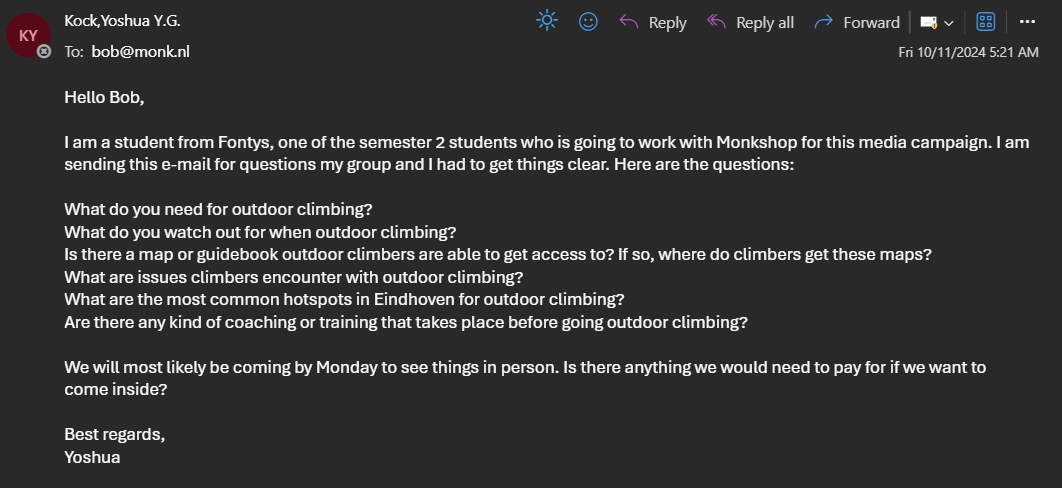 Kock,Yoshua Y.G.
KY
Reply
Reply all
Forward
To: bob@monk.nl
Fri 10/11/2024 5:21 AM
Hello Bob,
I am a student from Fontys, one of the semester 2 students who is going to work with Monkshop for this media campaign. I am
sending this e-mail for questions my group and I had to get things clear. Here are the questions:
What do you need for outdoor climbing?
What do you watch out for when outdoor climbing?
Is there a map or guidebook outdoor climbers are able to get access to? If so, where do climbers get these maps?
What are issues climbers encounter with outdoor climbing?
What are the most common hotspots in Eindhoven for outdoor climbing?
Are there any kind of coaching or training that takes place before going outdoor climbing?
We will most likely be coming by Monday to see things in person. Is there anything we would need to pay for if we want to
come inside?
Best regards,
Yoshua